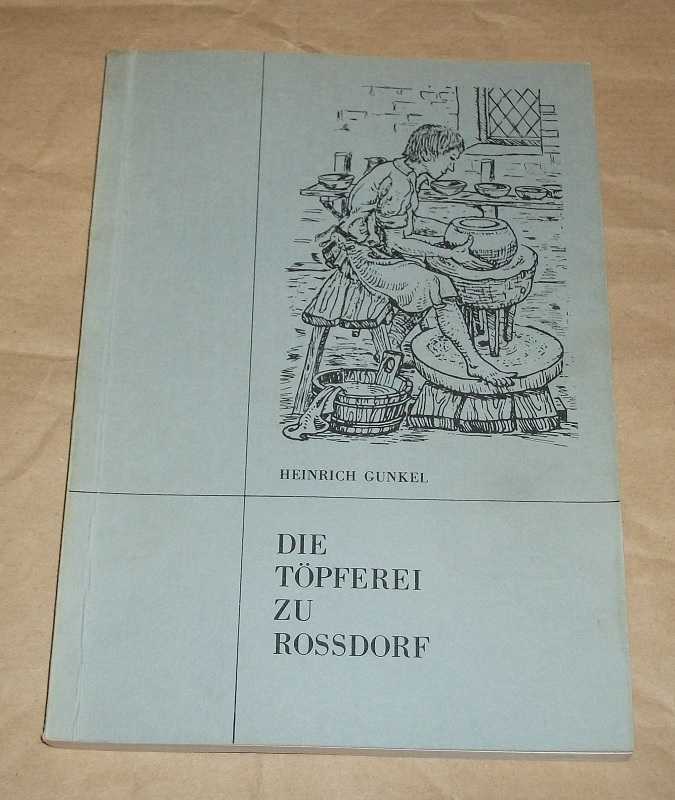 HEINRICH GUNKEL
DIE
TÖPFEREI
ZU
ROSSDORF